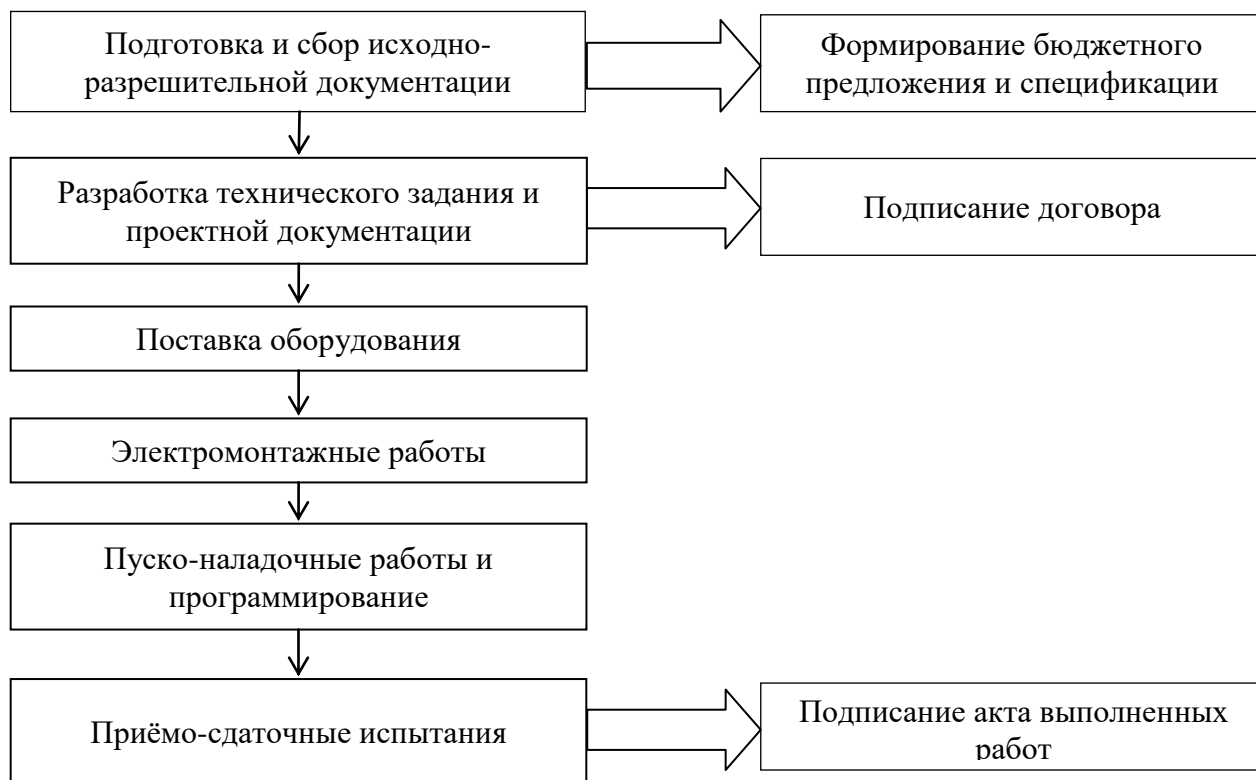 Подготовка и сбор исходно-
разрешительной документации
Формирование бюджетного
предложения и спецификации
Разработка технического задания и
проектной документации
Подписание договора
Поставка оборудования
Электромонтажные работы
Пуско-наладочные работы и
программирование
Приёмо-сдаточные испытания
Подписание акта выполненных
работ